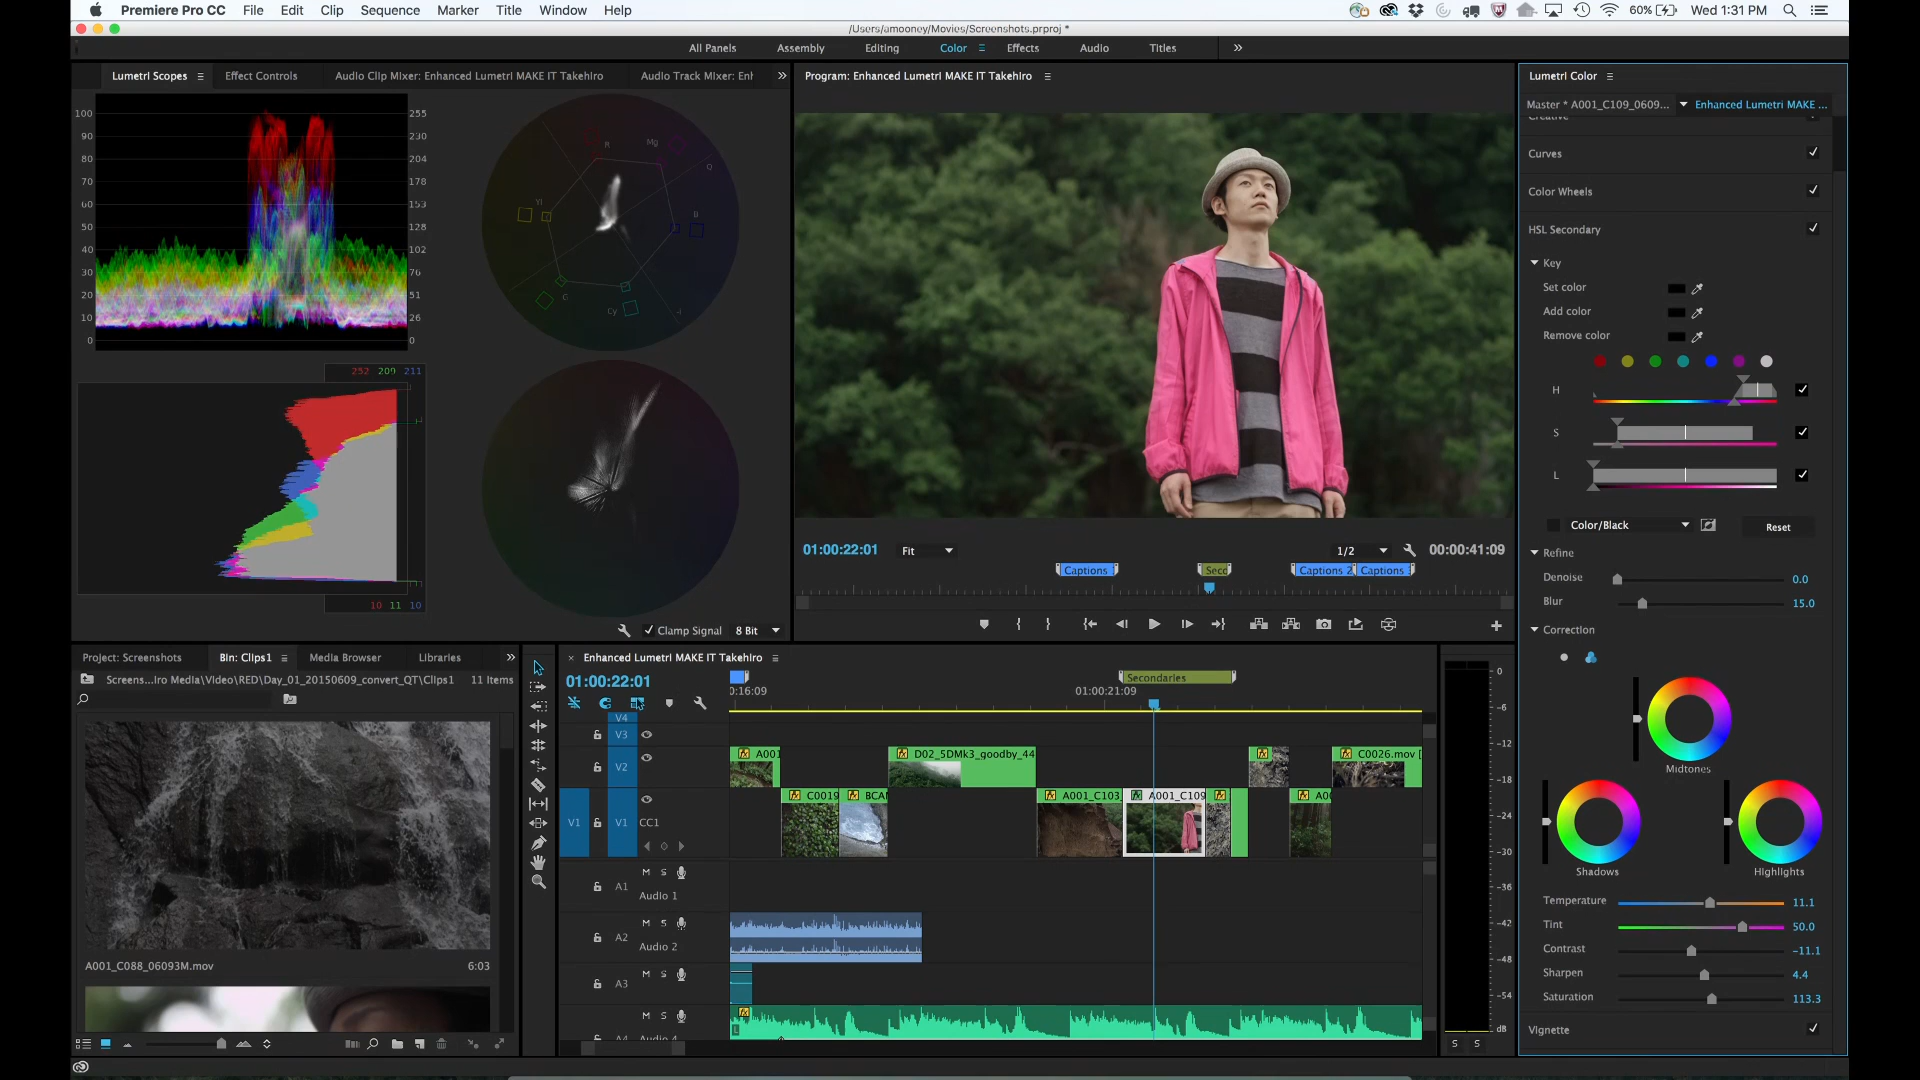 Premiere Pro CC File Edit Clip Sequence Marker Title Window Help 60% Wed 1:31 PM
/Users/amooney/Movies/Screenshots.prproj *
All Panels Assembly Editing Color Effects Audio Titles
Lumetri Scopes Effect Controls Audio Clip Mixer: Enhanced Lumetri MAKE IT Takehiro Audio Track Mixer: Enh
100 255
90 230
80 204
70 178
60 153
50 128
40 102
30 76
20 51
10 26
0 0
R Mg B Cy G Yl
Q
-I
252 209 211
10 11 10
Clamp Signal 8 Bit
Program: Enhanced Lumetri MAKE IT Takehiro
01:00:22:01 Fit 1/2 00:00:41:09
Captions Sec Captions 2 Captions
Lumetri Color
Master * A001_C109_0609... Enhanced Lumetri MAKE ...
Creative
Curves
Color Wheels
HSL Secondary
Key
Set color
Add color
Remove color
H
S
L
Color/Black Reset
Refine
Denoise 0.0
Blur 15.0
Correction
Midtones
Shadows Highlights
Temperature 11.1
Tint 50.0
Contrast -11.1
Sharpen 4.4
Saturation 113.3
Vignette
Project: Screenshots Bin: Clips1 Media Browser Libraries
Screens...iro Media\Video\RED\Day_01_20150609_convert_QT\Clips1 11 Items
A001_C088_06093M.mov 6:03
Enhanced Lumetri MAKE IT Takehiro
01:00:22:01
Secondaries
0:16:09 01:00:21:09
V4
V3
V2 A001 D02_5DMk3_goodby_44 C0026.mov [
C0019 BCAM A001_C103 A001_C109 A0
V1 V1 CC1
M S
A1 Audio 1
M S
A2 Audio 2
M S
A3
M S
A4 Audio 4
L
0
-6
-12
-18
-24
-30
-36
-42
-48
-54
dB
S S